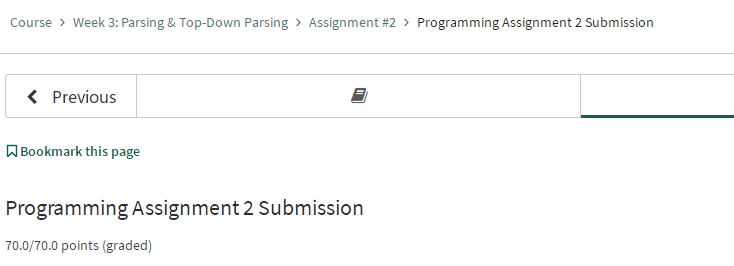 Course > Week 3: Parsing & Top-Down Parsing > Assignment #2 > Programming Assignment 2 Submission
Previous
Bookmark this page
Programming Assignment 2 Submission
70.0/70.0 points (graded)